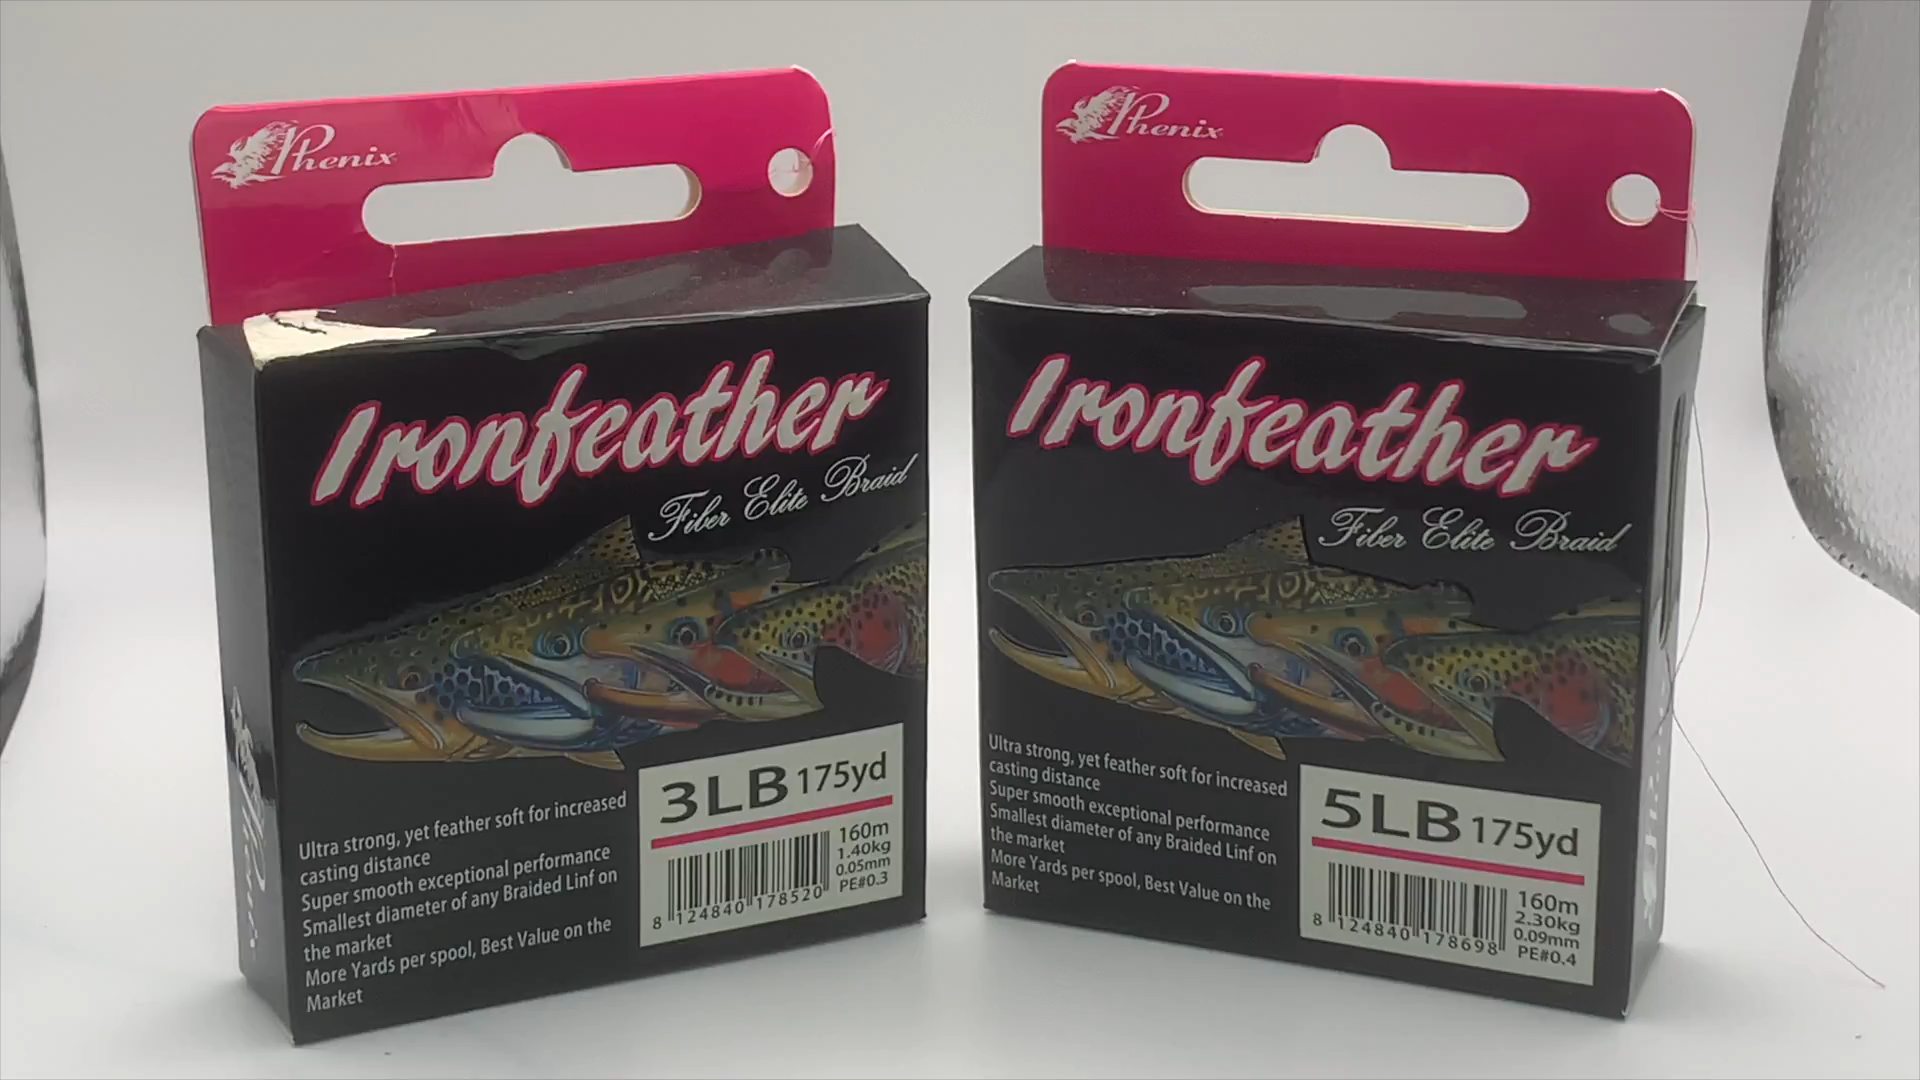 Phenix
Ironfeather
Fiber Elite Braid
Ultra strong, yet feather soft for increased
casting distance
Super smooth exceptional performance
Smallest diameter of any Braided Linf on
the market
More Yards per spool, Best Value on the
Market
3LB 175yd
160m
1.40kg
0.05mm
PE#0.3
8 124840 178520
Phenix
Ironfeather
Fiber Elite Braid
Ultra strong, yet feather soft for increased
casting distance
Super smooth exceptional performance
Smallest diameter of any Braided Linf on
the market
More Yards per spool, Best Value on the
Market
5LB 175yd
160m
2.30kg
0.09mm
PE#0.4
8 124840 178698